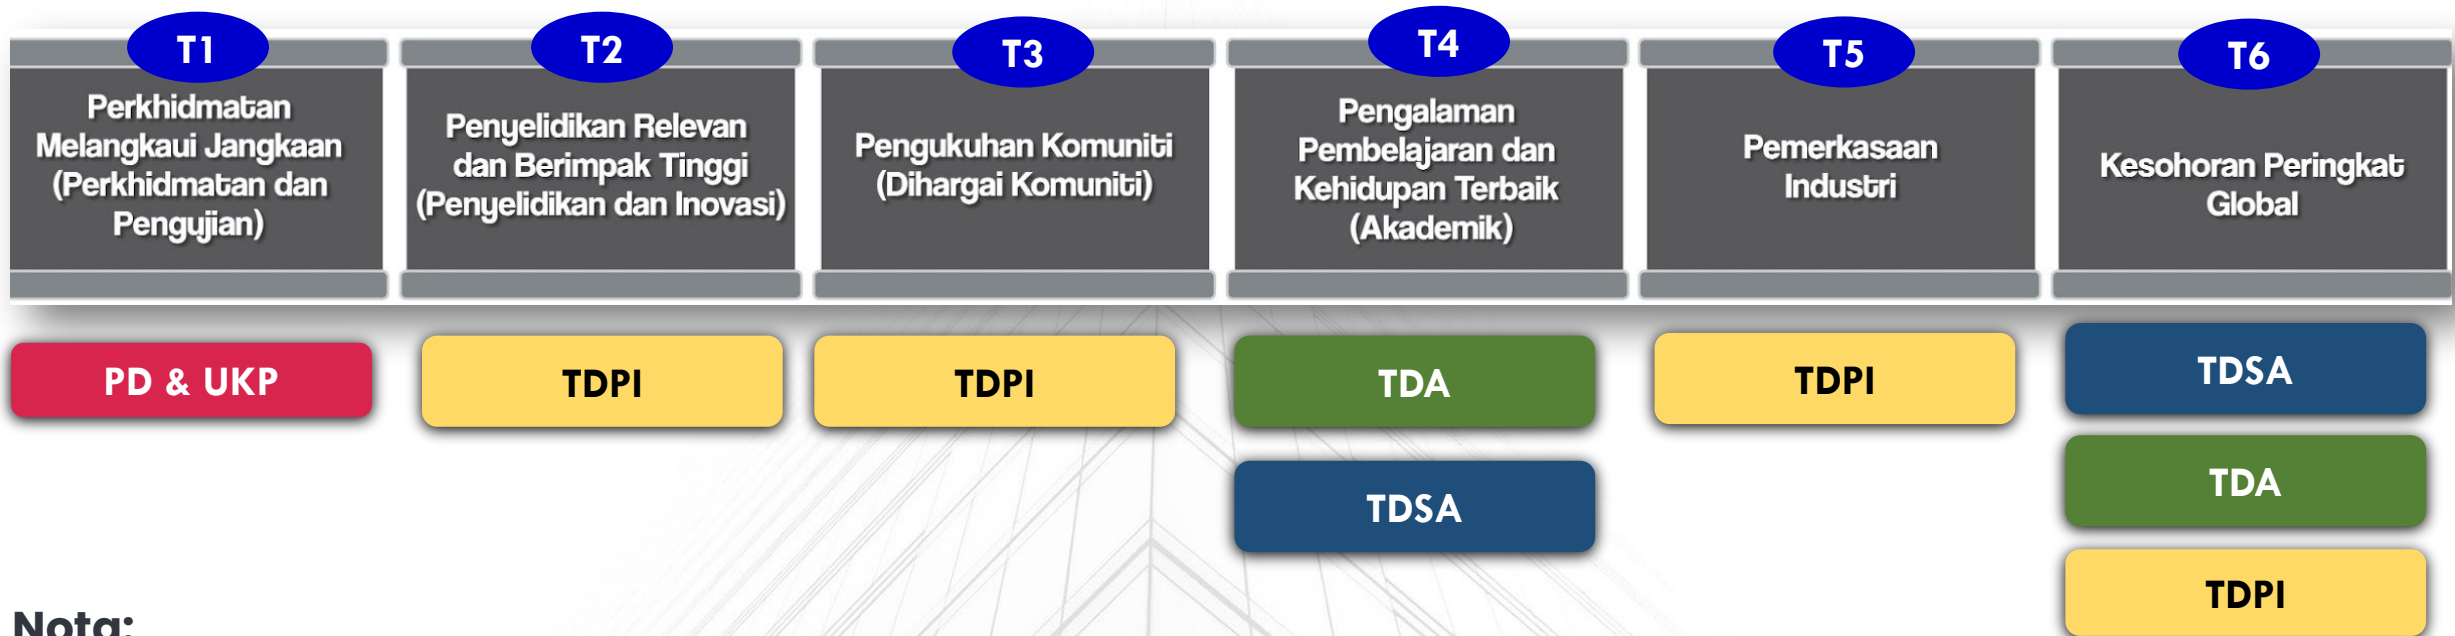 T1
Perkhidmatan
Melangkaui Jangkaan
(Perkhidmatan dan
Pengujian)
T2
Penyelidikan Relevan
dan Berimpak Tinggi
(Penyelidikan dan Inovasi)
T3
Pengukuhan Komuniti
(Dihargai Komuniti)
T4
Pengalaman
Pembelajaran dan
Kehidupan Terbaik
(Akademik)
T5
Pemerkasaan
Industri
T6
Kesohoran Peringkat
Global
PD & UKP
TDPI
TDPI
TDA
TDSA
TDPI
TDSA
TDA
TDPI
Nota: